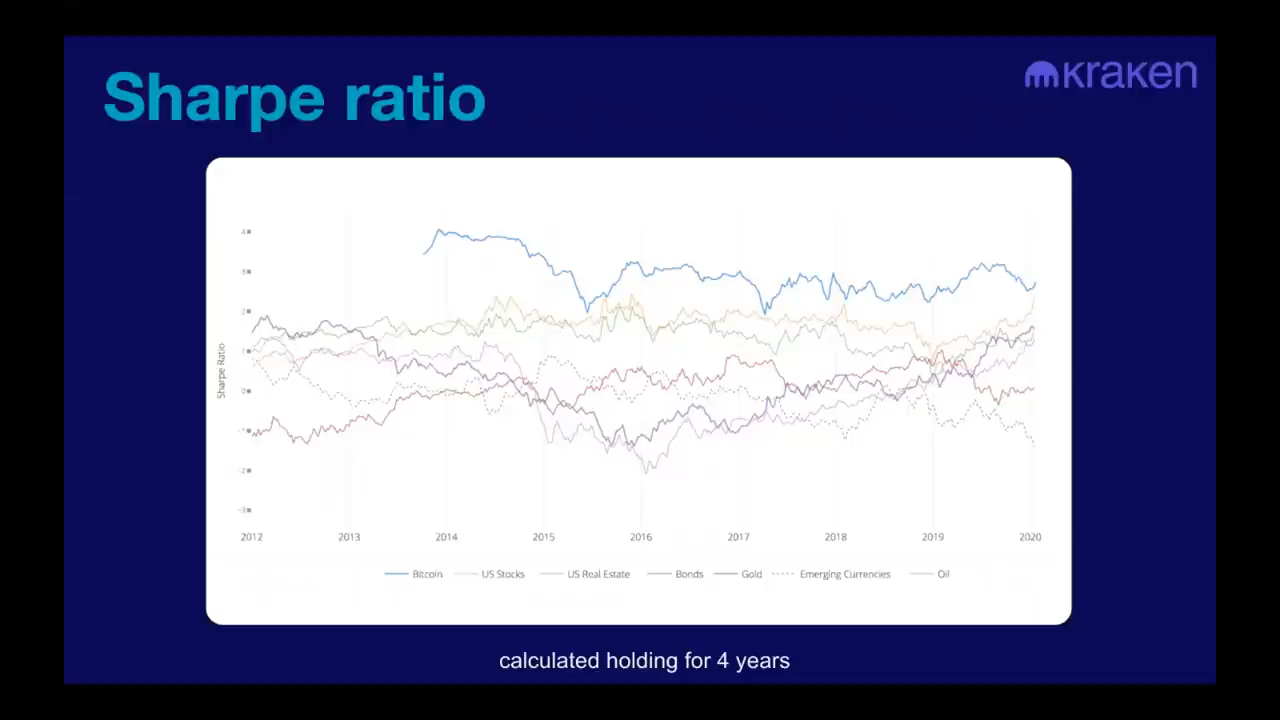 Sharpe ratio
kraken
4
3
2
1
0
-1
-2
-3
Sharpe Ratio
2012 2013 2014 2015 2016 2017 2018 2019 2020
Bitcoin US Stocks US Real Estate Bonds Gold Emerging Currencies Oil
calculated holding for 4 years